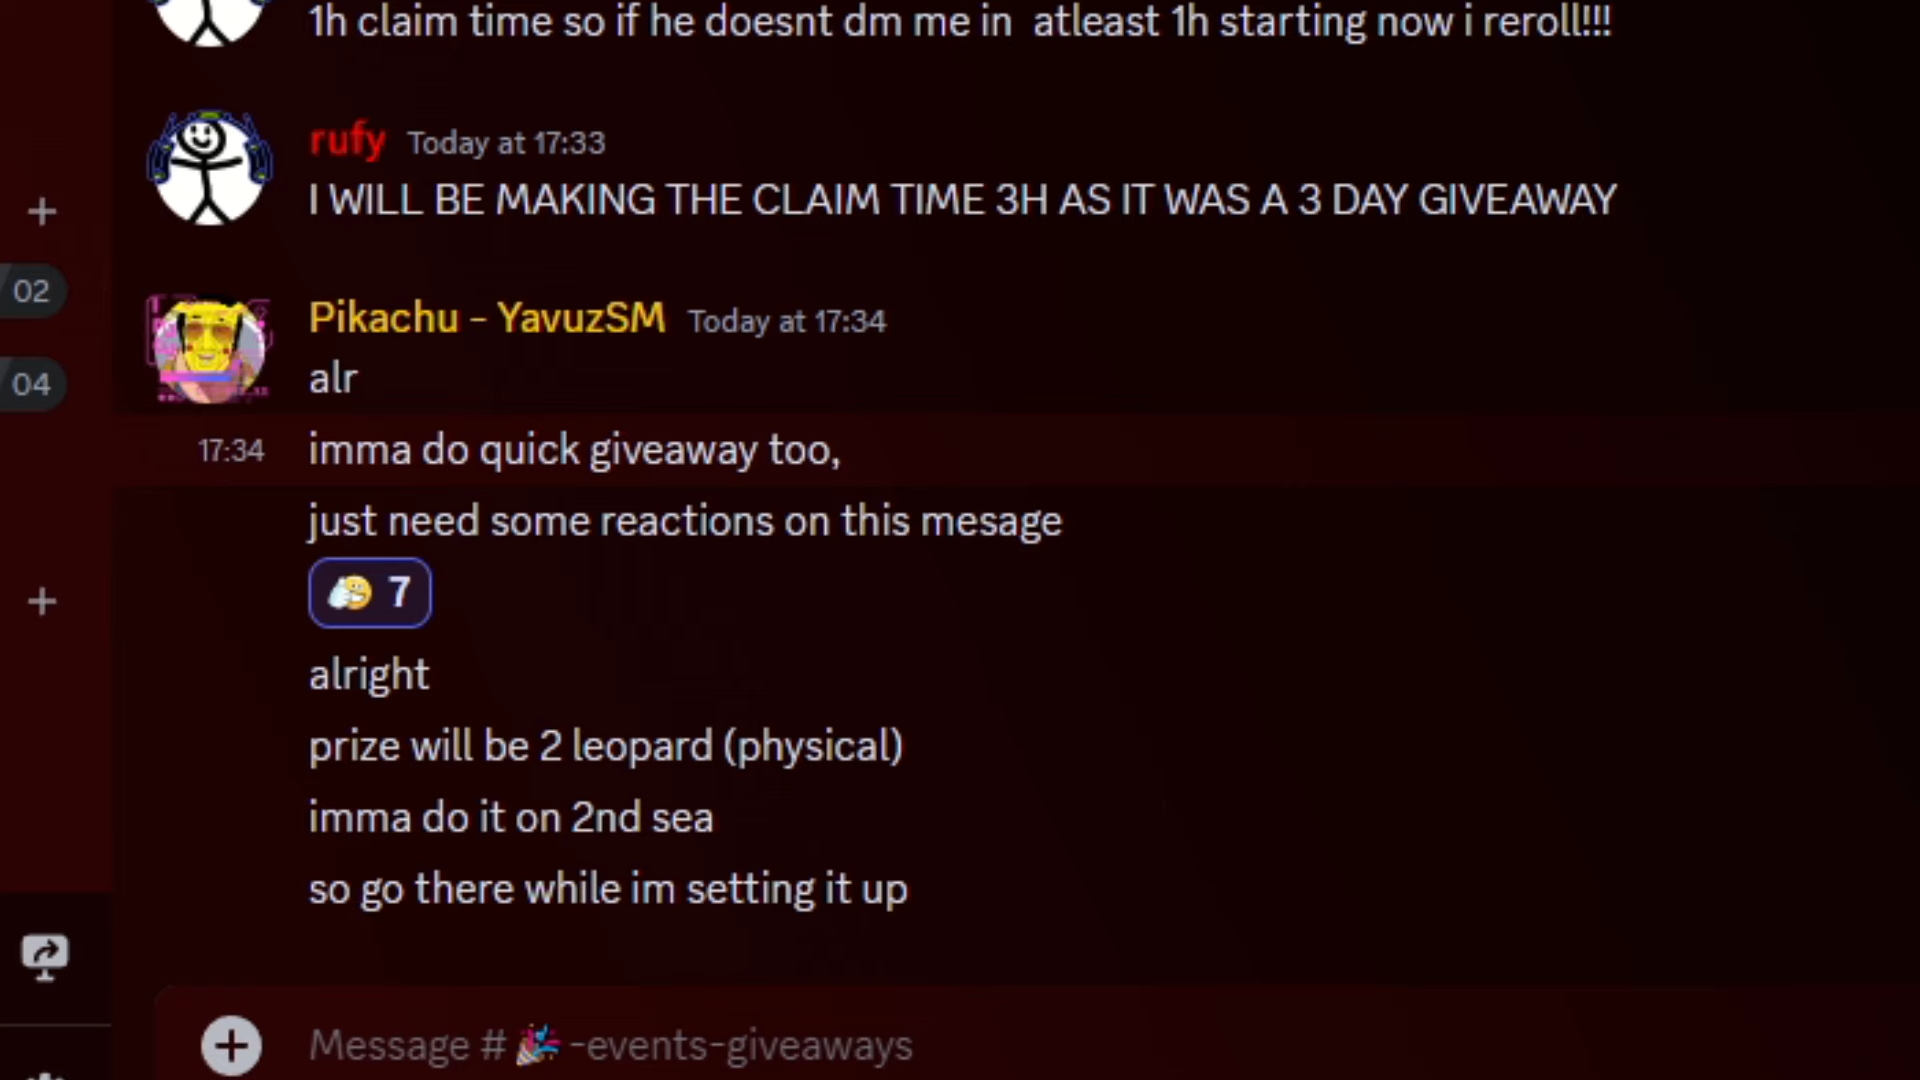 1h claim time so if he doesnt dm me in  atleast 1h starting now i reroll!!!
rufy Today at 17:33
I WILL BE MAKING THE CLAIM TIME 3H AS IT WAS A 3 DAY GIVEAWAY
02
Pikachu - YavuzSM Today at 17:34
04
alr
17:34 imma do quick giveaway too,
just need some reactions on this mesage
7
alright
prize will be 2 leopard (physical)
imma do it on 2nd sea
so go there while im setting it up
Message #🎉-events-giveaways